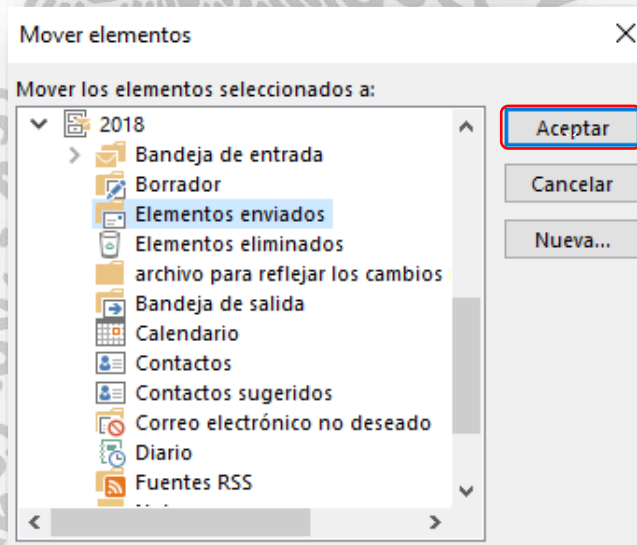 Mover elementos
Mover los elementos seleccionados a:
2018
Bandeja de entrada
Borrador
Elementos enviados
Elementos eliminados
archivo para reflejar los cambios
Bandeja de salida
Calendario
Contactos
Contactos sugeridos
Correo electrónico no deseado
Diario
Fuentes RSS
Aceptar
Cancelar
Nueva...